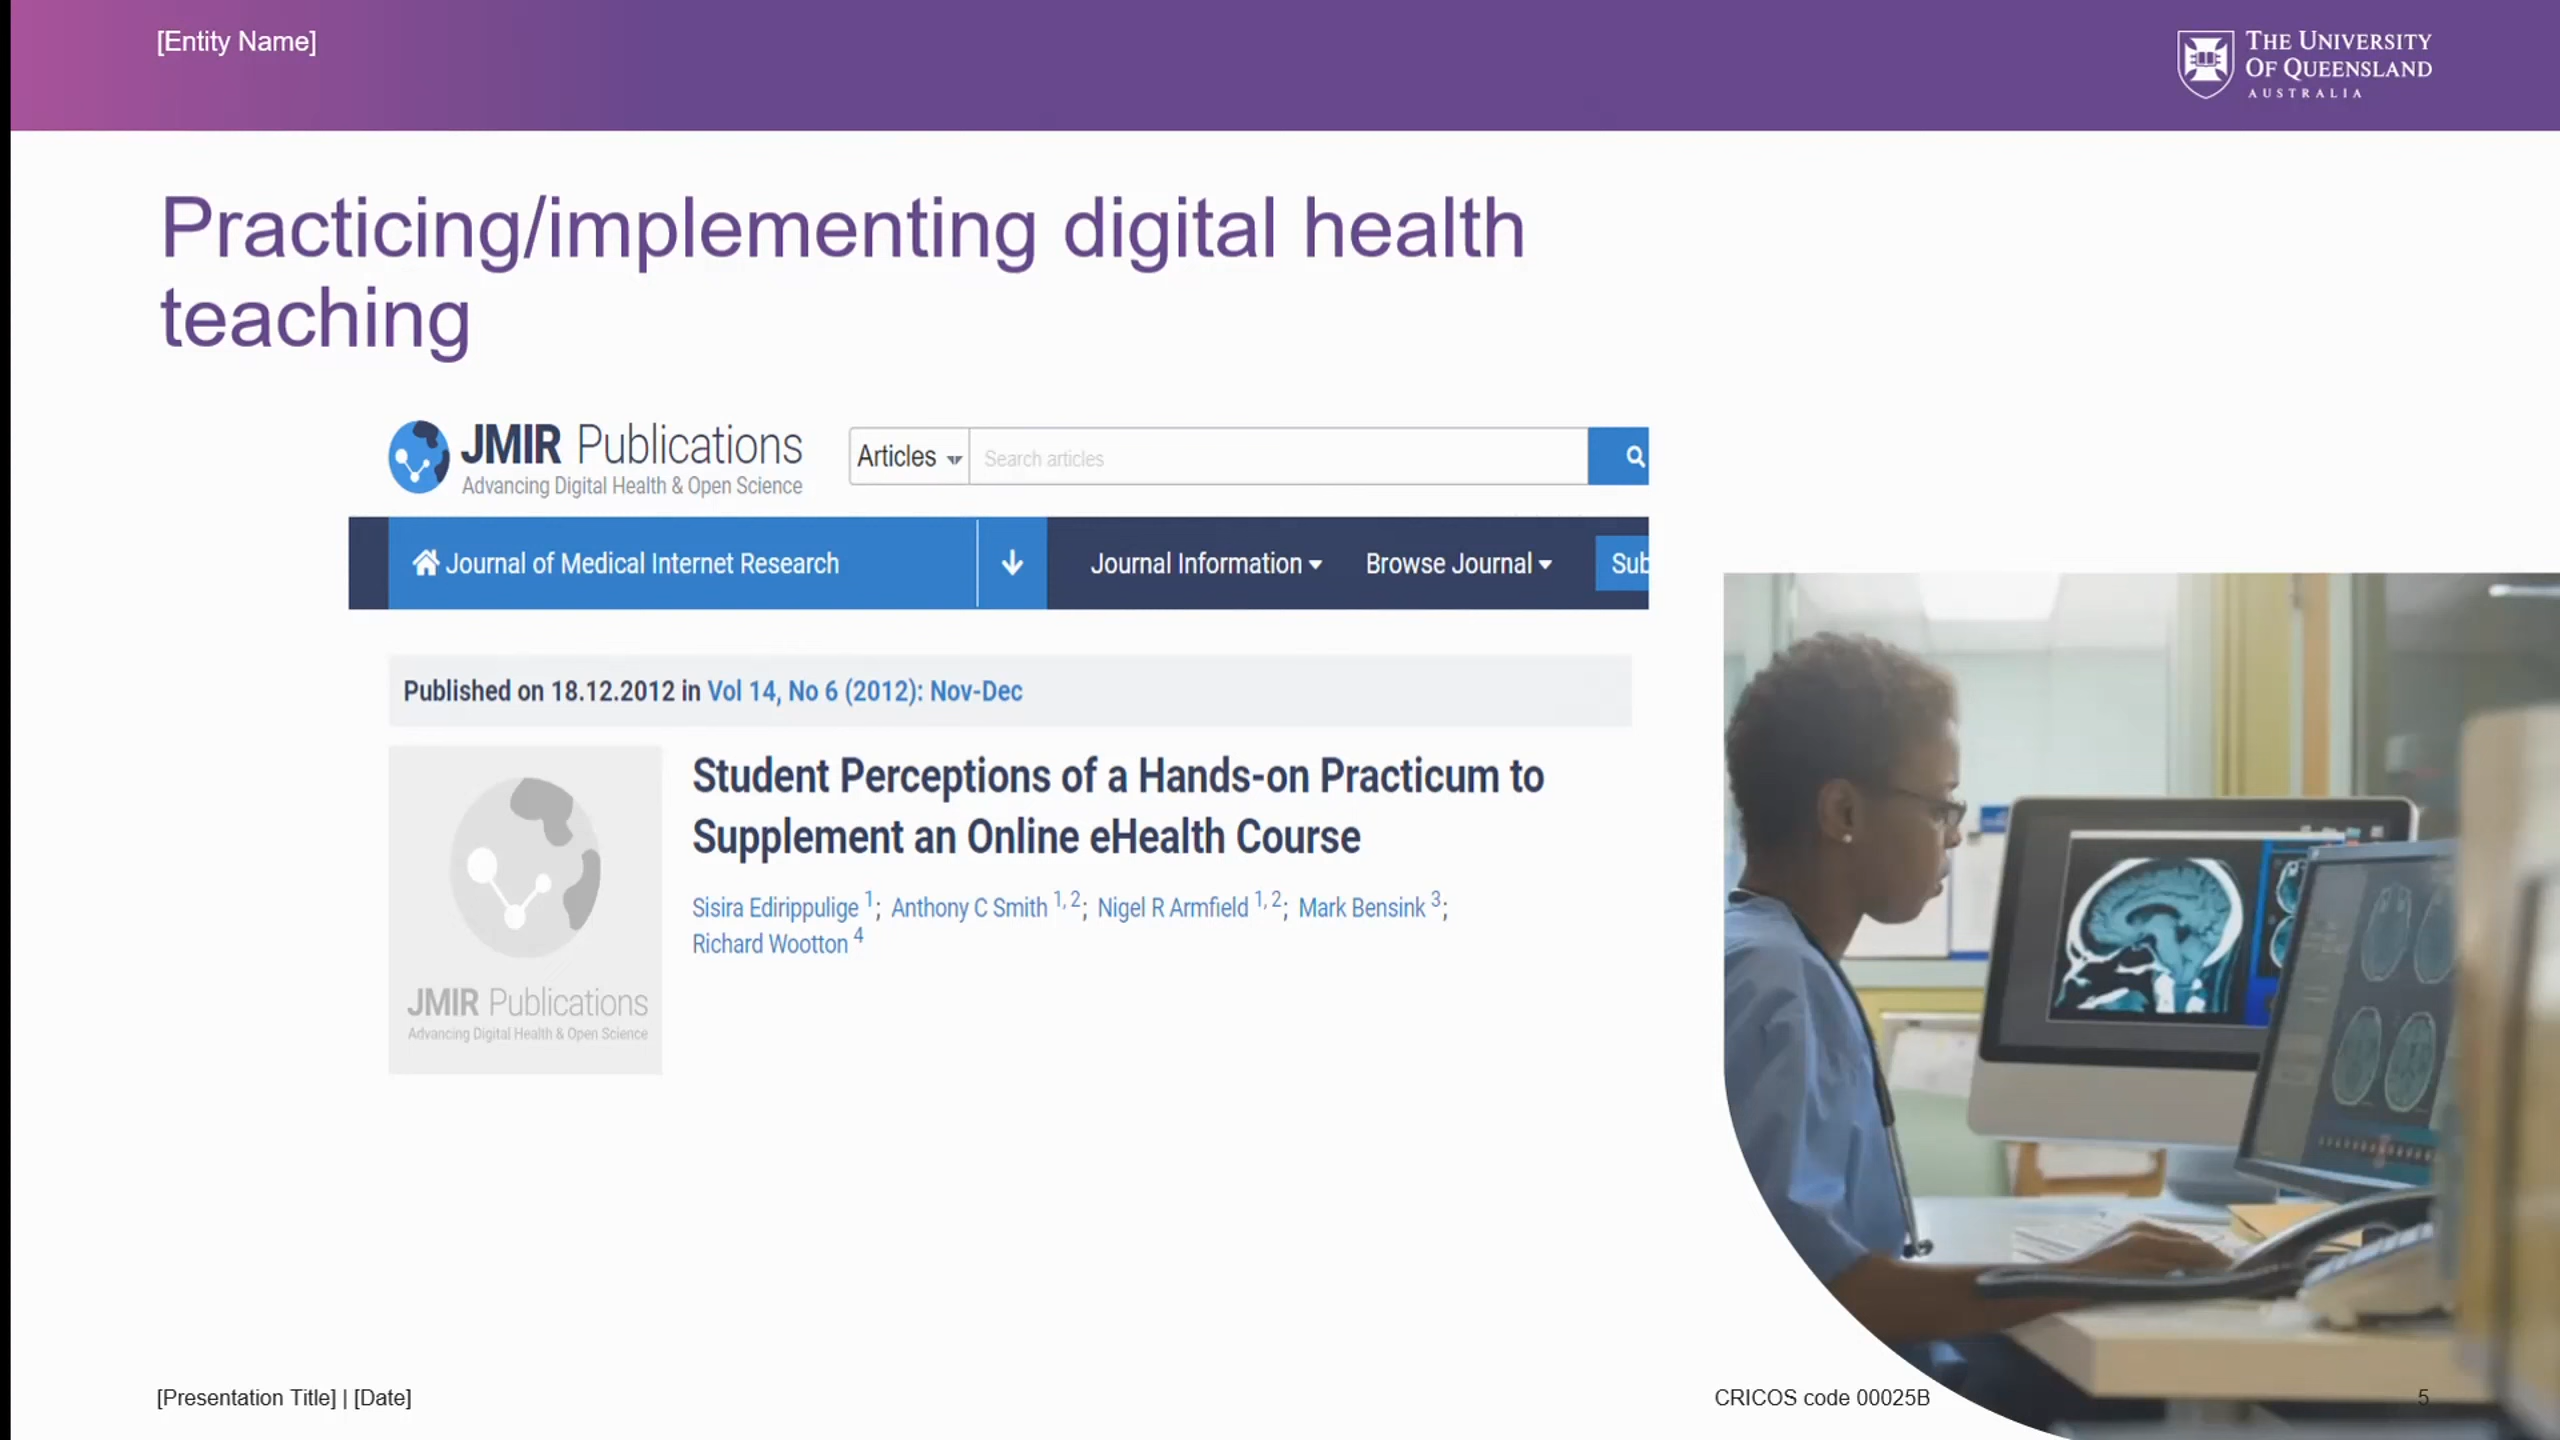 [Entity Name]
THE UNIVERSITY
OF QUEENSLAND
AUSTRALIA
Practicing/implementing digital health
teaching
JMIR Publications
Advancing Digital Health & Open Science
Articles
Search articles
Journal of Medical Internet Research
Journal Information
Browse Journal
Sub
Published on 18.12.2012 in Vol 14, No 6 (2012): Nov-Dec
Student Perceptions of a Hands-on Practicum to
Supplement an Online eHealth Course
Sisira Edirippulige 1; Anthony C Smith 1, 2; Nigel R Armfield 1, 2; Mark Bensink 3;
Richard Wootton 4
JMIR Publications
Advancing Digital Health & Open Science
[Presentation Title] | [Date]
CRICOS code 00025B
5